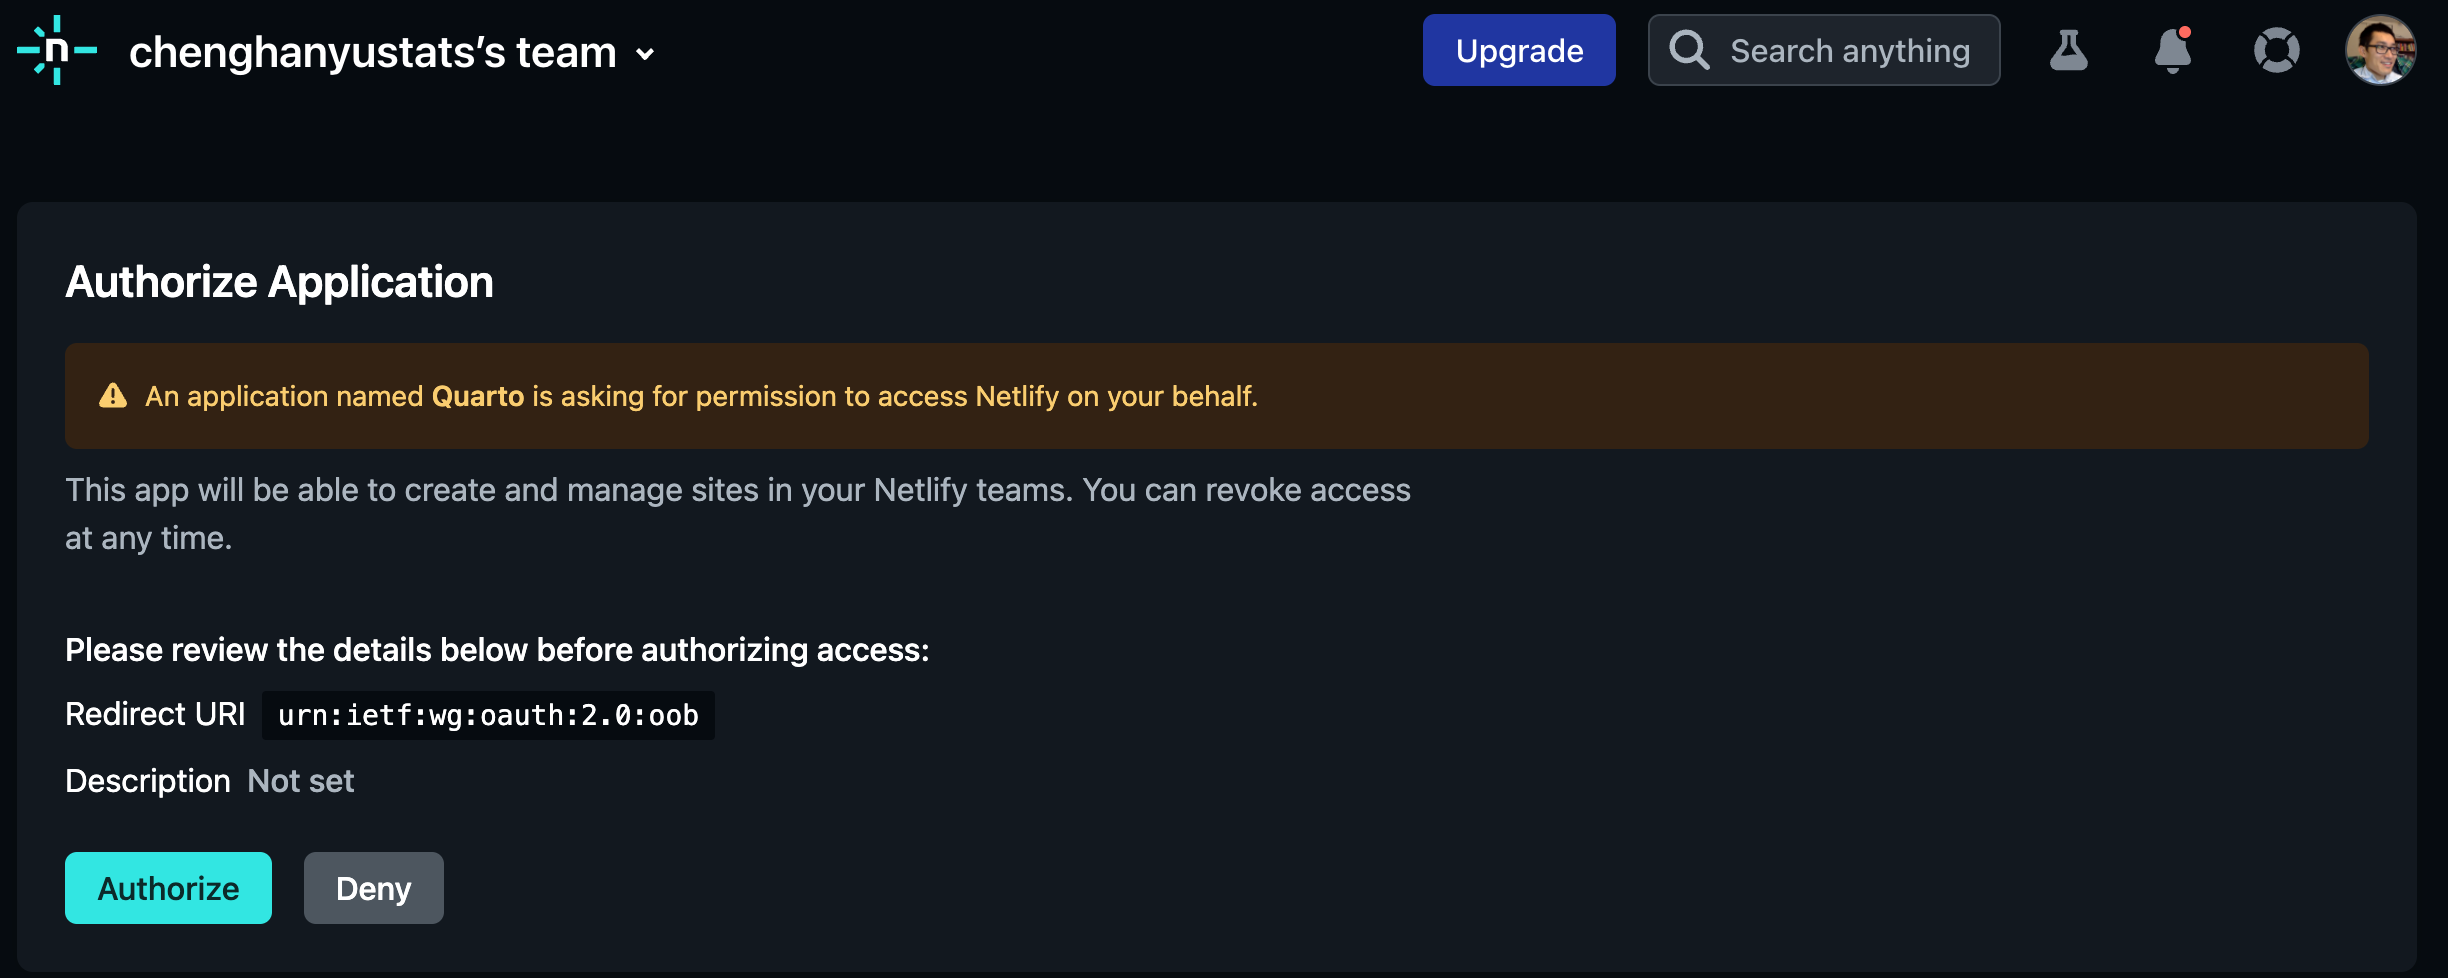 n chenghanyustats’s team Upgrade Search anything
Authorize Application
An application named Quarto is asking for permission to access Netlify on your behalf.
This app will be able to create and manage sites in your Netlify teams. You can revoke access
at any time.
Please review the details below before authorizing access:
Redirect URI urn:ietf:wg:oauth:2.0:oob
Description Not set
Authorize Deny